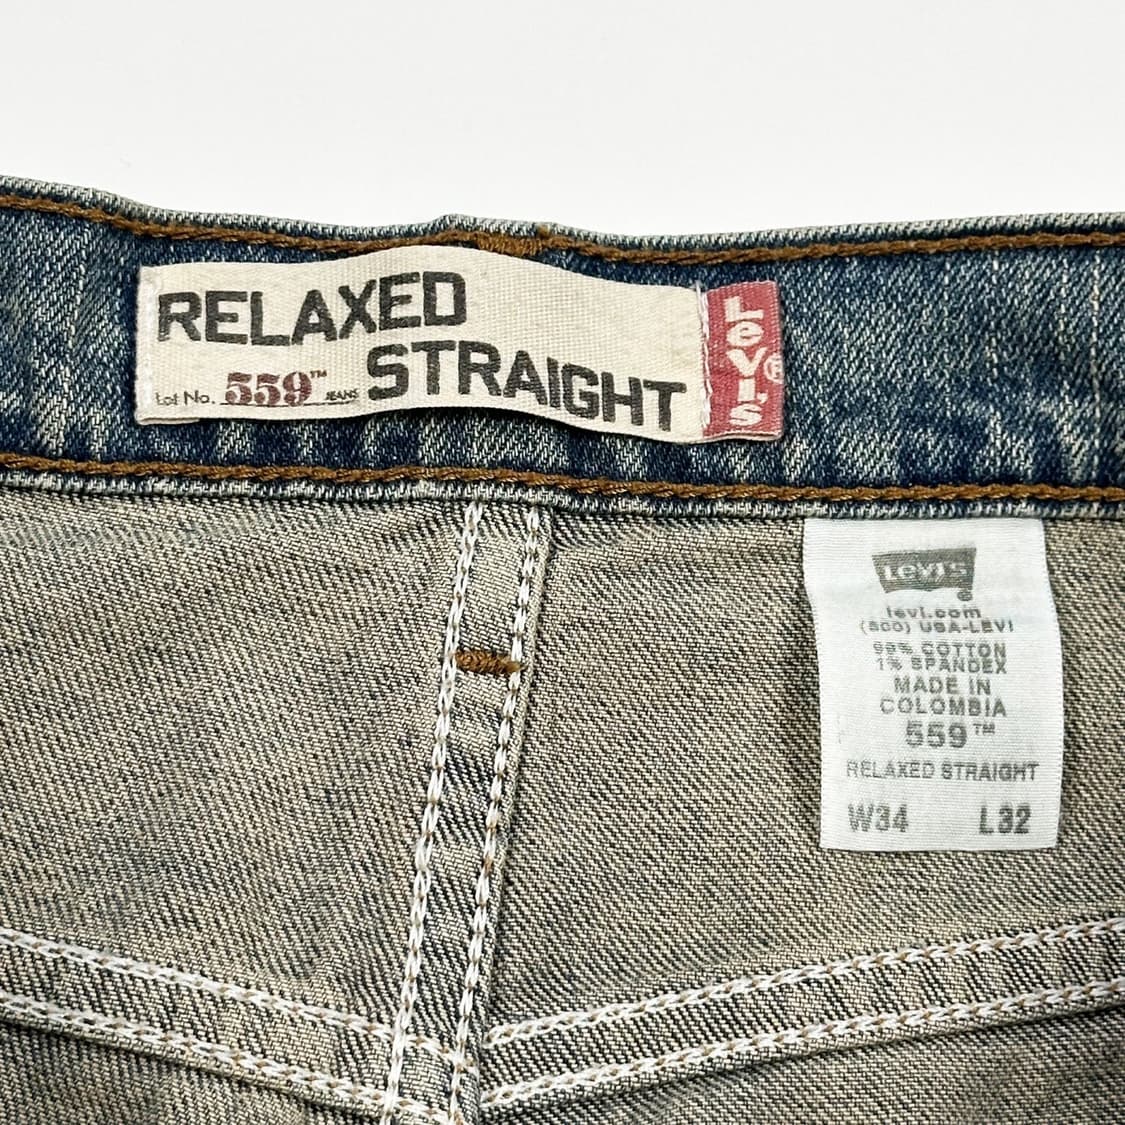 RELAXED
STRAIGHT
Lot No. 559™ JEANS
Levi's®
Levi's
®
levi.com
(800) USA-LEVI
99% COTTON
1% SPANDEX
MADE IN
COLOMBIA
559™
RELAXED STRAIGHT
W34 L32